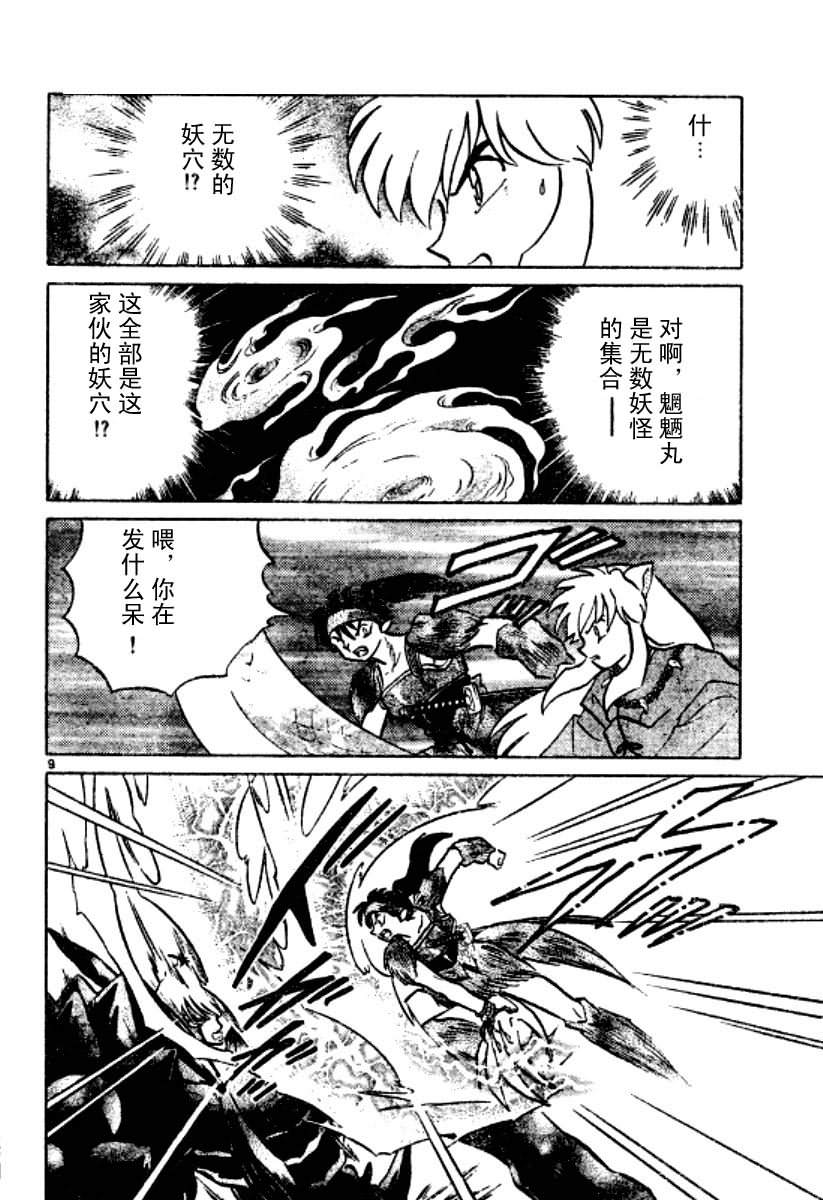 什…
无数的
妖穴
!?
对啊，魍魉丸
是无数妖怪
的集合—
这全部是这
家伙的妖穴
!?
喂，你在
发什么呆！
9